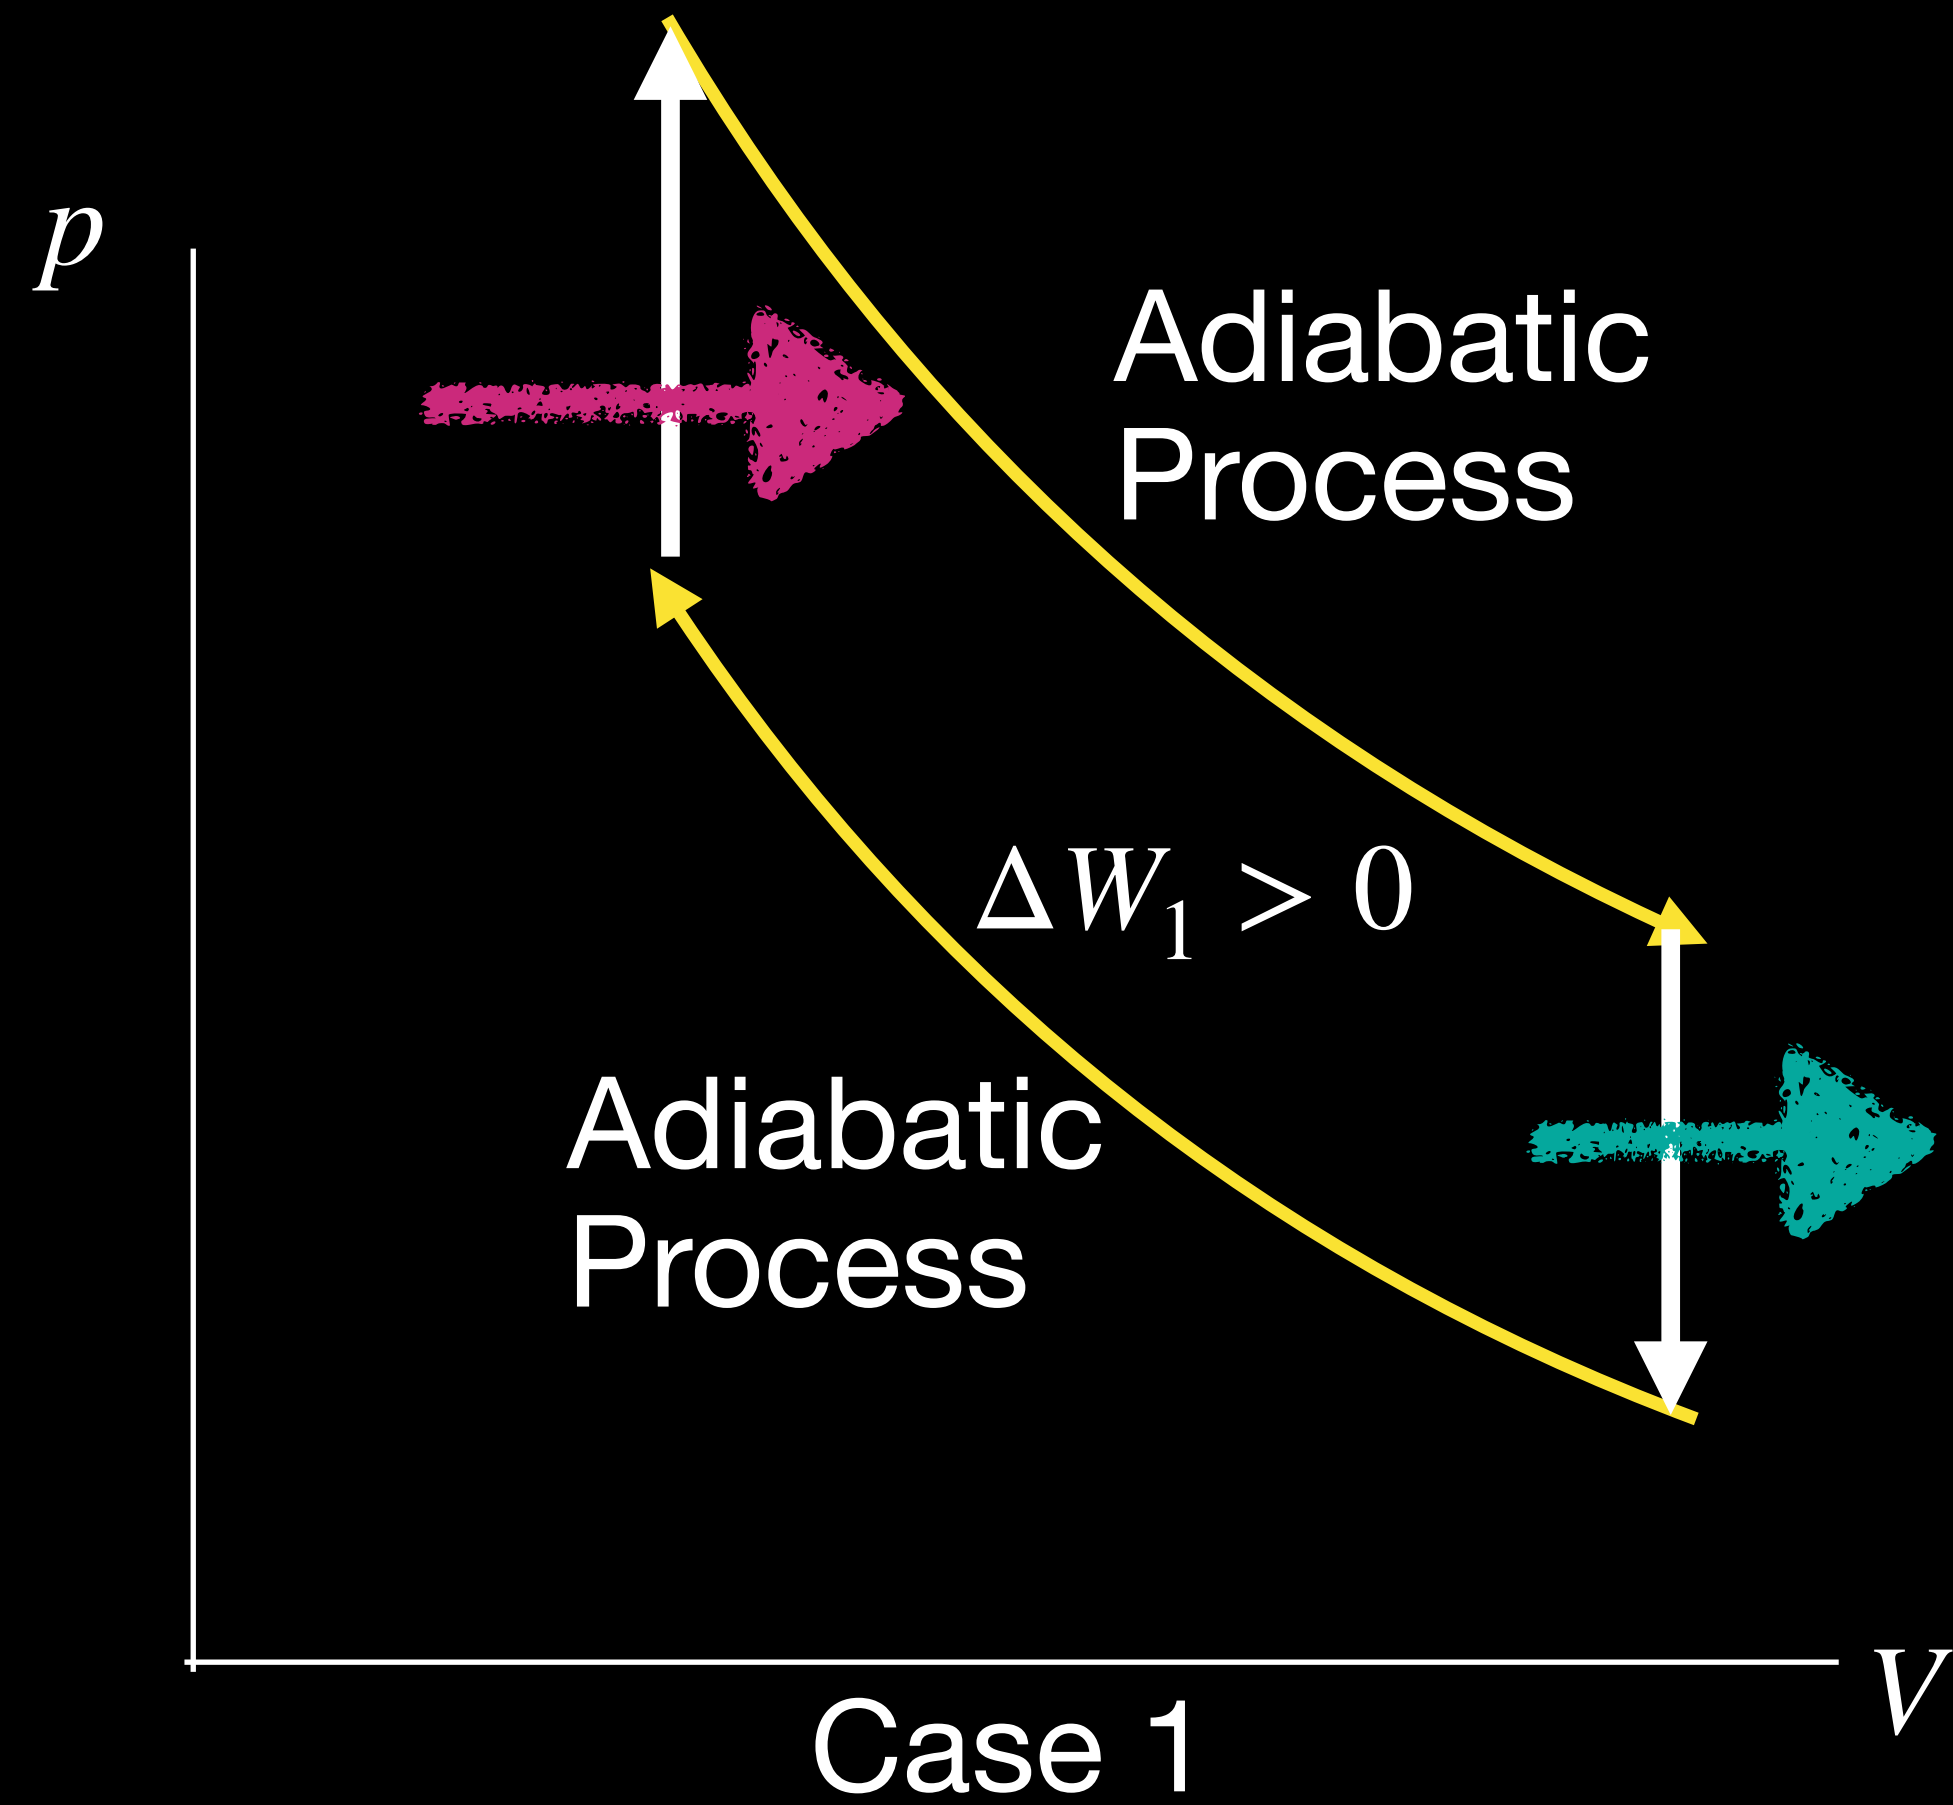 p
Adiabatic
Process
ΔW₁ > 0
Adiabatic
Process
V
Case 1